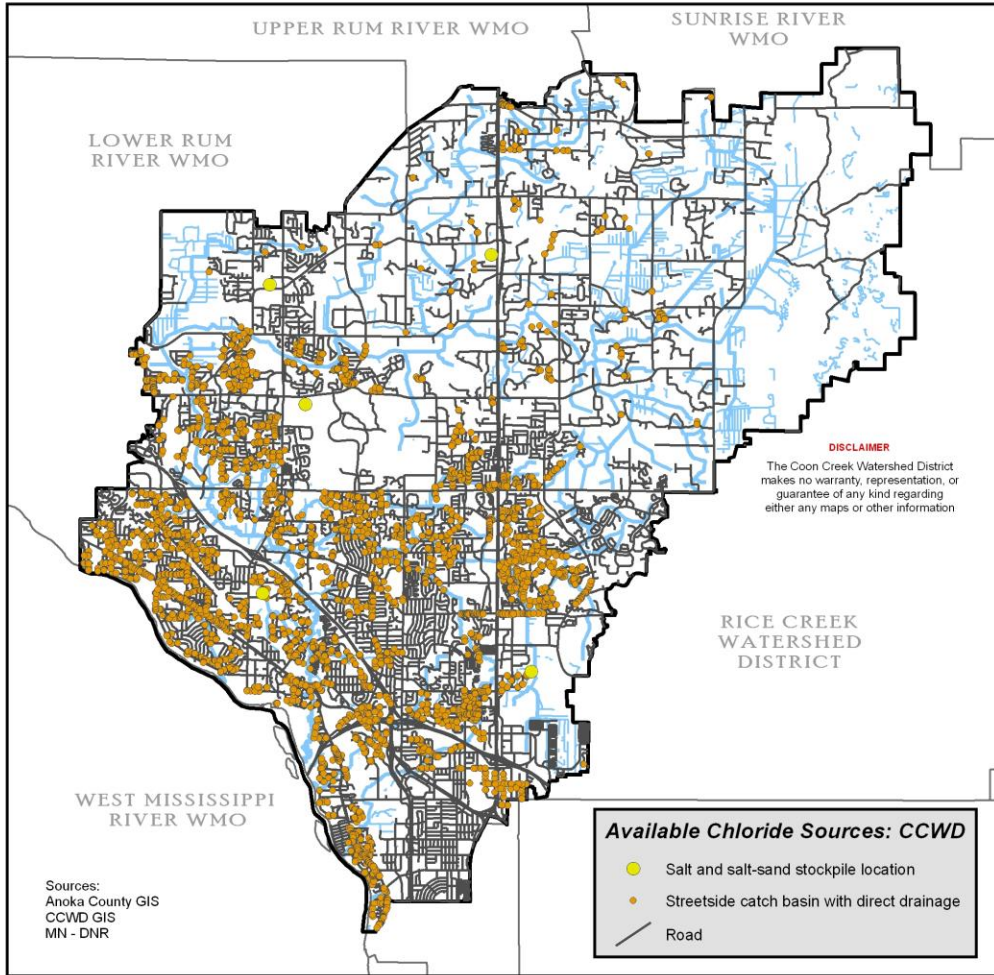 UPPER RUM RIVER WMO
SUNRISE RIVER
WMO
LOWER RUM
RIVER WMO
DISCLAIMER
The Coon Creek Watershed District
makes no warranty, representation, or
guarantee of any kind regarding
either any maps or other information
RICE CREEK
WATERSHED
DISTRICT
WEST MISSISSIPPI
RIVER WMO
Sources:
Anoka County GIS
CCWD GIS
MN - DNR
Available Chloride Sources: CCWD
Salt and salt-sand stockpile location
Streetside catch basin with direct drainage
Road